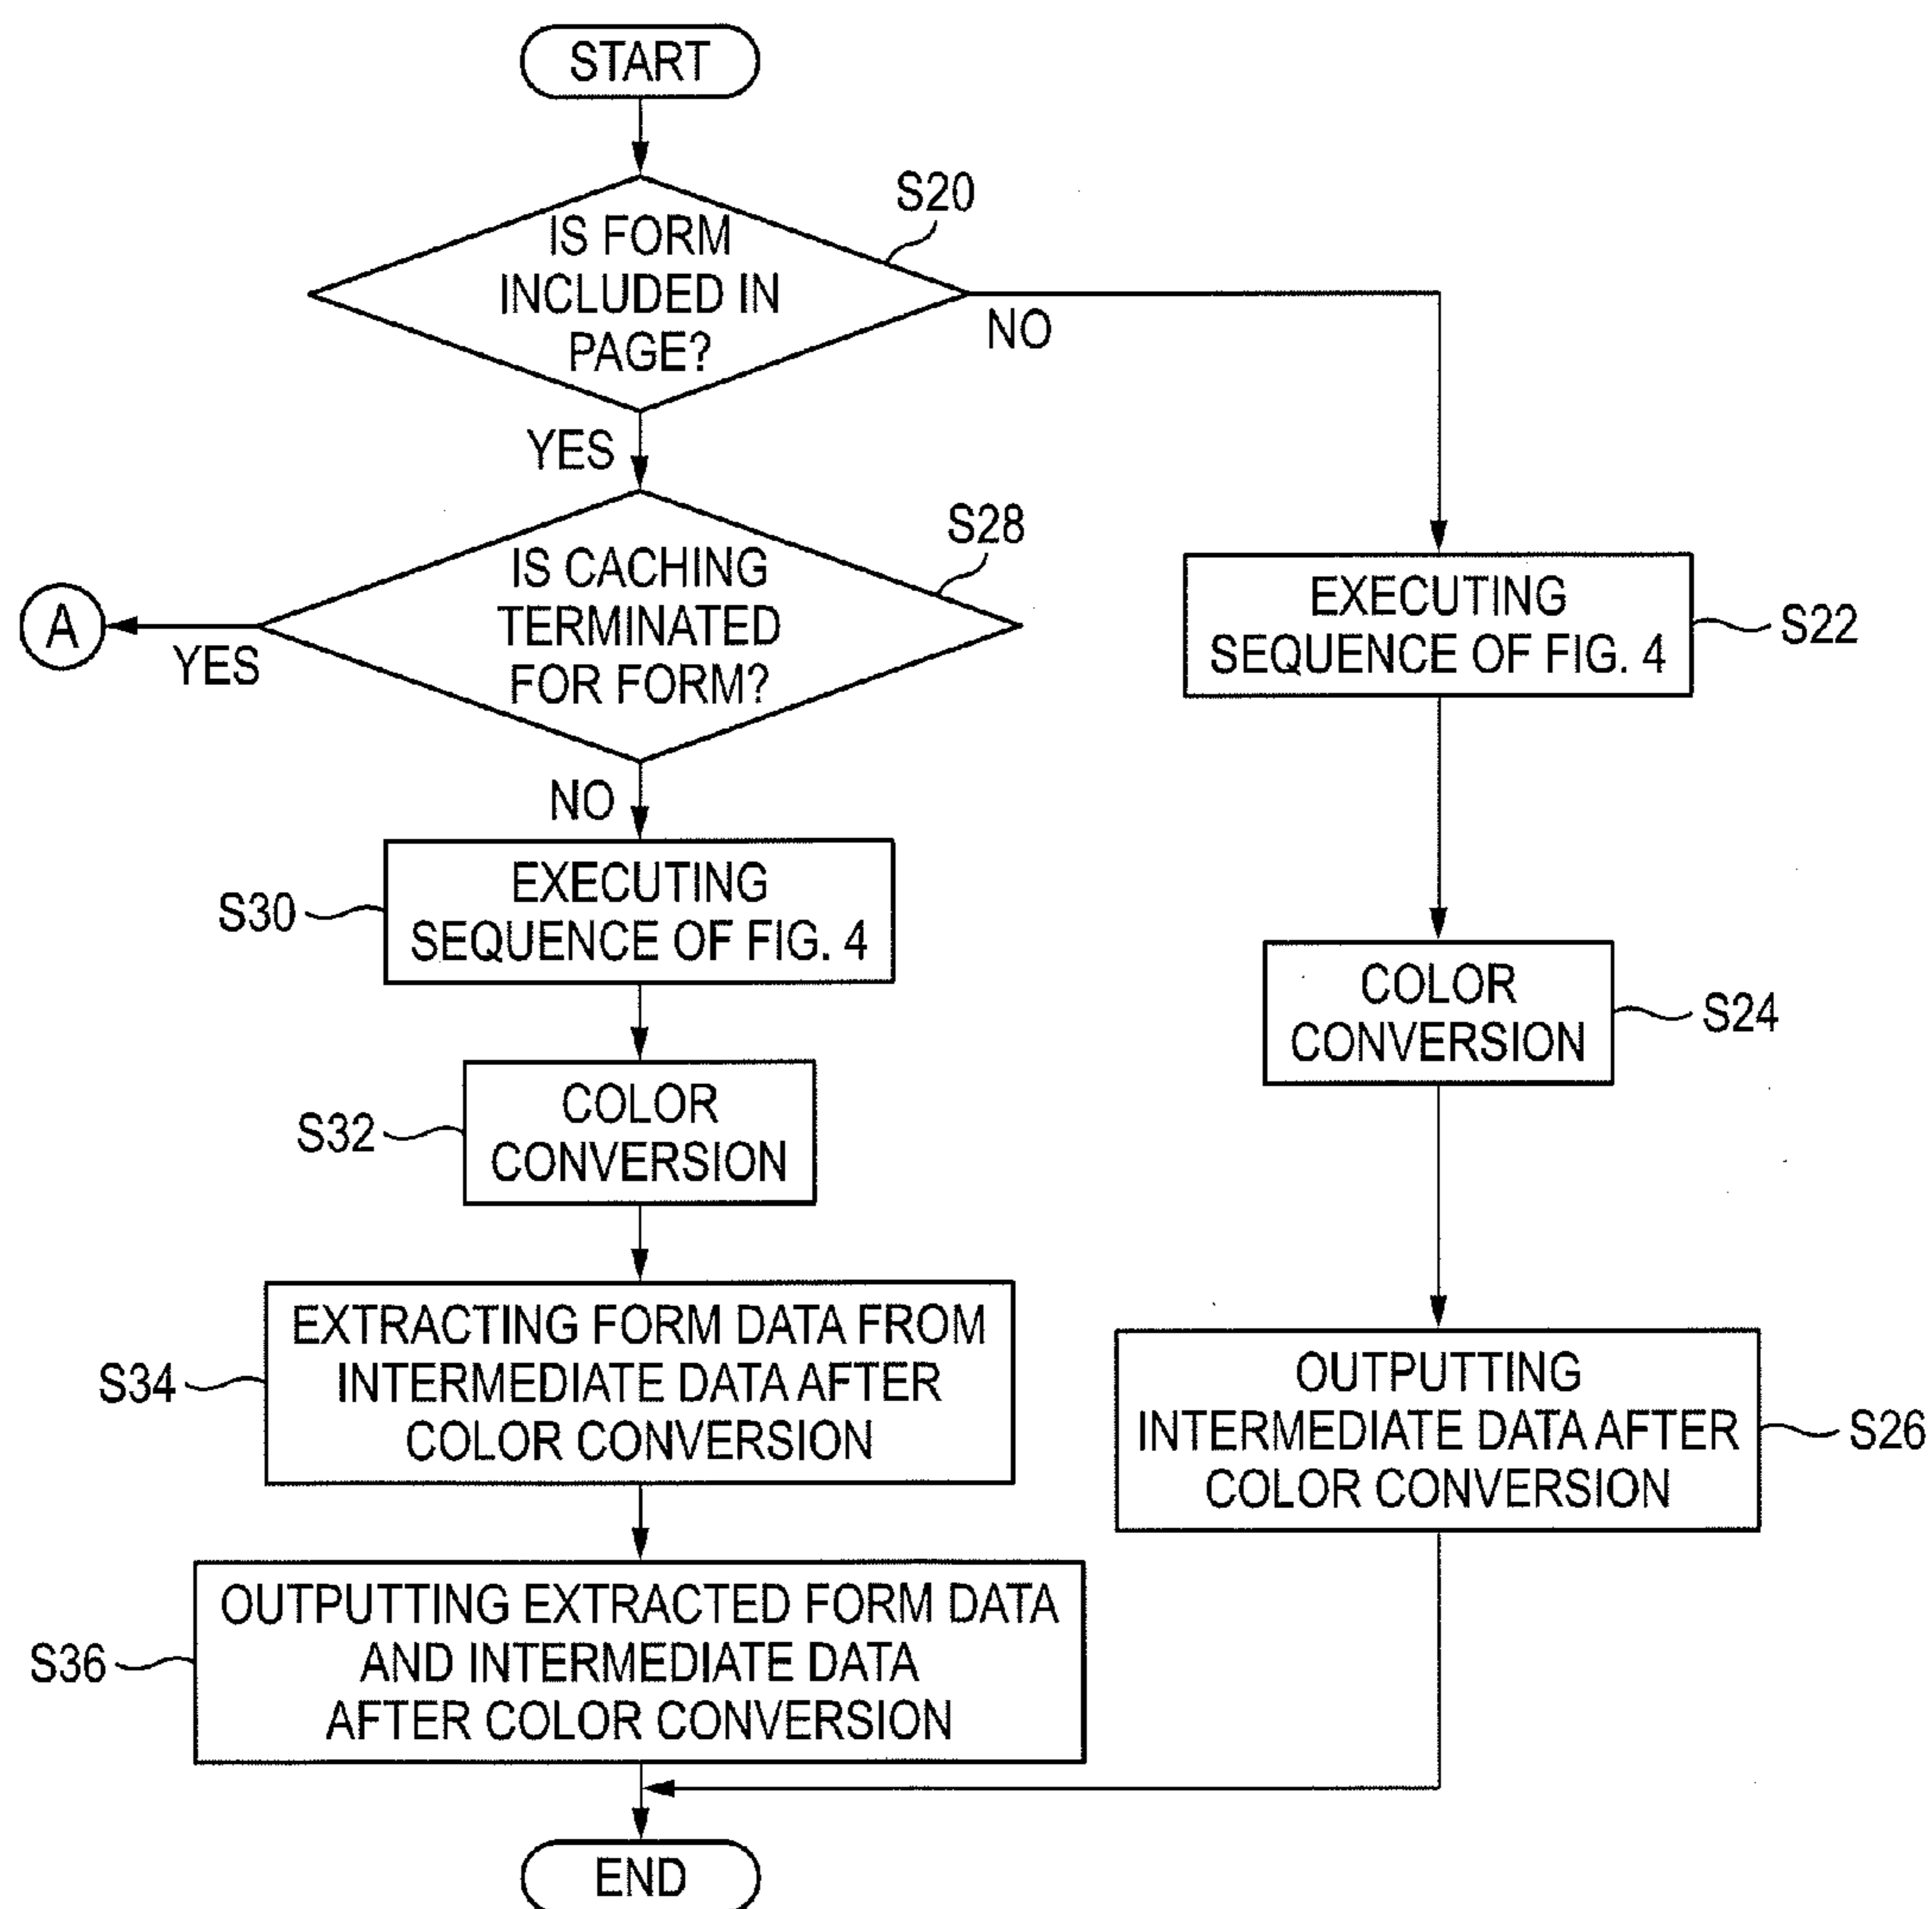 START
S20
IS FORM
INCLUDED IN
PAGE?
NO
YES
S28
IS CACHING
TERMINATED
FOR FORM?
A
YES
NO
EXECUTING
SEQUENCE OF FIG. 4
S22
S30
EXECUTING
SEQUENCE OF FIG. 4
COLOR
CONVERSION
S24
S32
COLOR
CONVERSION
S34
EXTRACTING FORM DATA FROM
INTERMEDIATE DATA AFTER
COLOR CONVERSION
OUTPUTTING
INTERMEDIATE DATA AFTER
COLOR CONVERSION
S26
S36
OUTPUTTING EXTRACTED FORM DATA
AND INTERMEDIATE DATA
AFTER COLOR CONVERSION
END